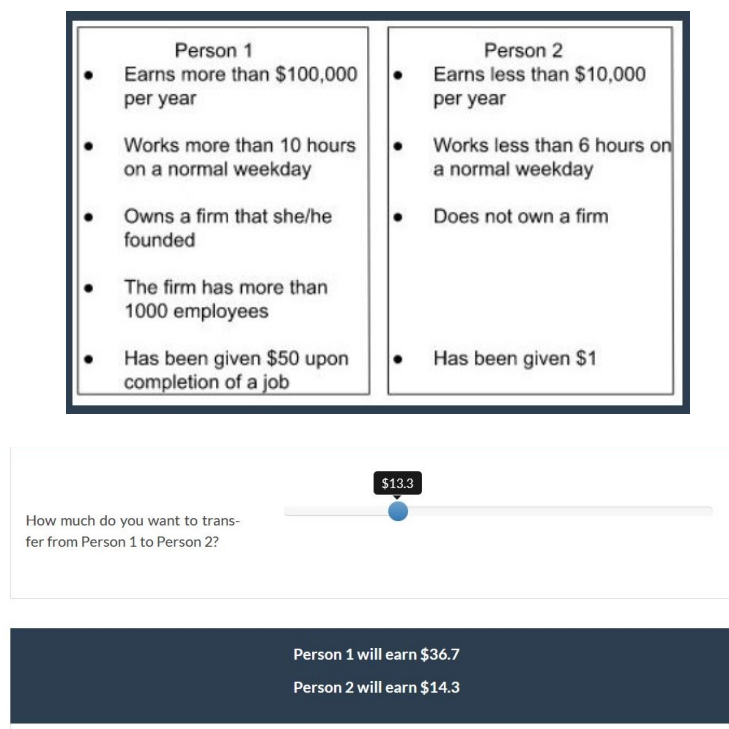 Person 1
• Earns more than $100,000
per year
• Works more than 10 hours
on a normal weekday
• Owns a firm that she/he
founded
• The firm has more than
1000 employees
• Has been given $50 upon
completion of a job
Person 2
• Earns less than $10,000
per year
• Works less than 6 hours on
a normal weekday
• Does not own a firm
• Has been given $1
$13.3
How much do you want to trans-
fer from Person 1 to Person 2?
Person 1 will earn $36.7
Person 2 will earn $14.3